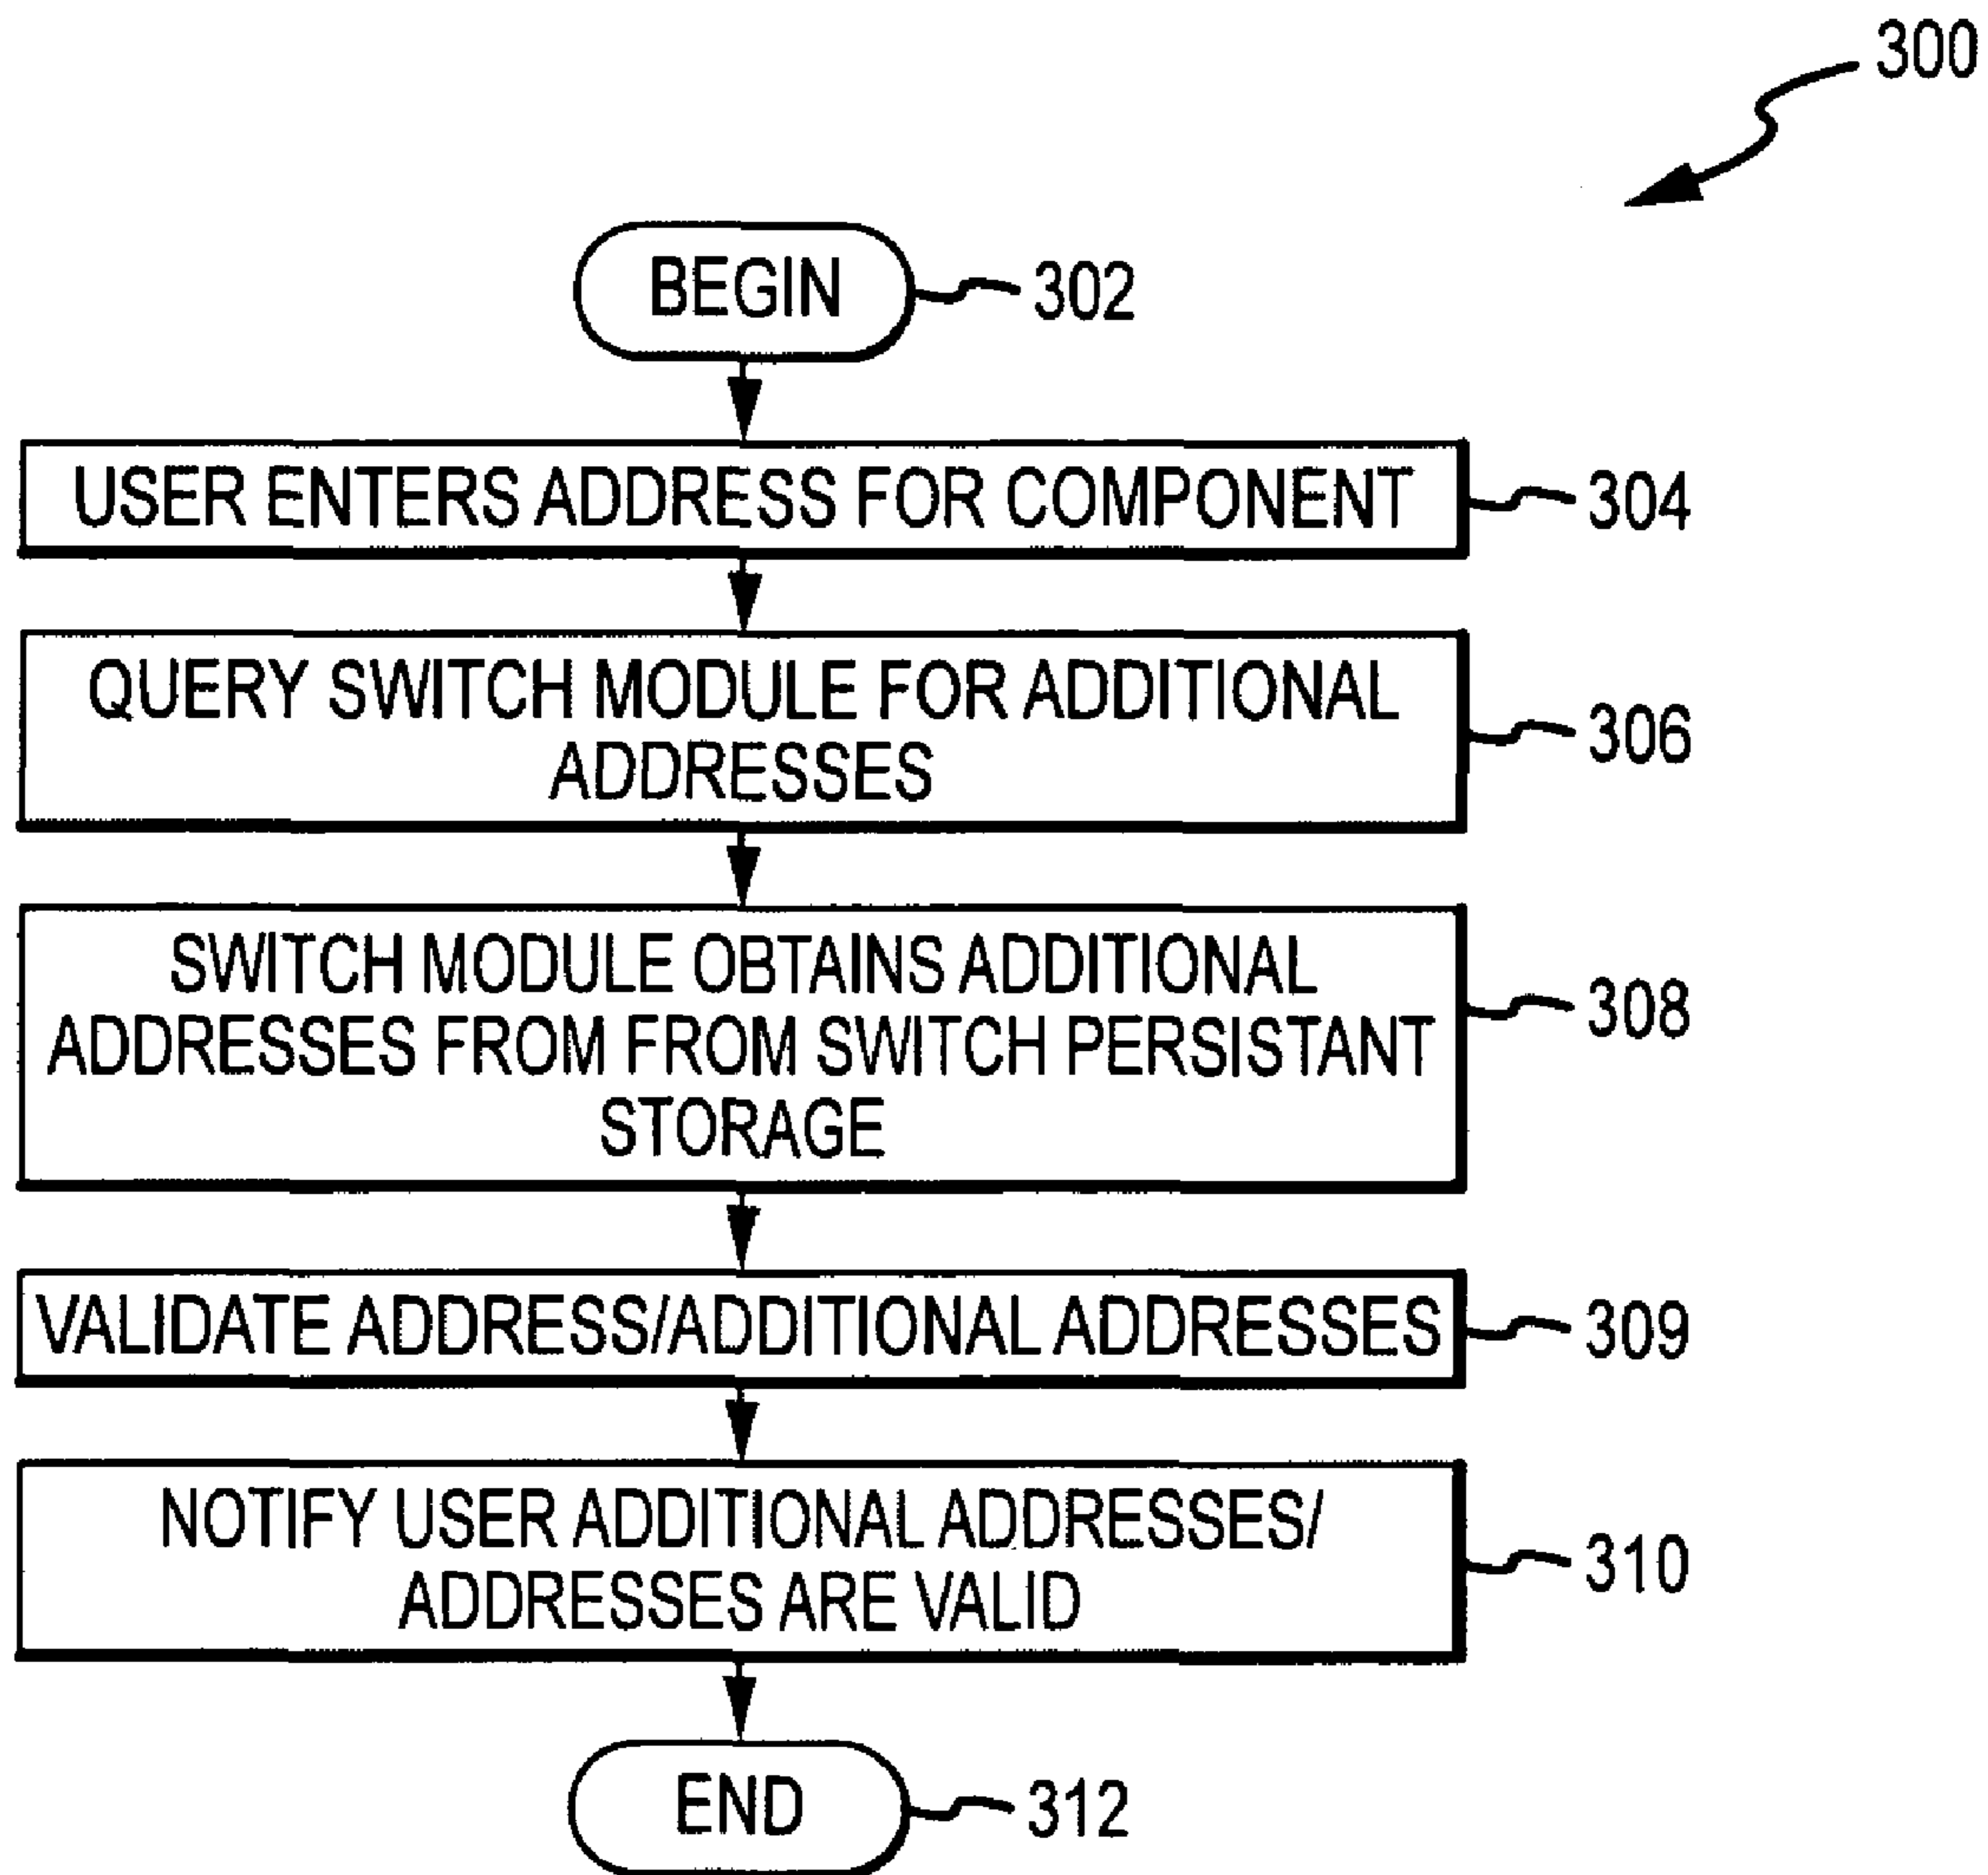 300
BEGIN
302
USER ENTERS ADDRESS FOR COMPONENT
304
QUERY SWITCH MODULE FOR ADDITIONAL
ADDRESSES
306
SWITCH MODULE OBTAINS ADDITIONAL
ADDRESSES FROM FROM SWITCH PERSISTANT
STORAGE
308
VALIDATE ADDRESS/ADDITIONAL ADDRESSES
309
NOTIFY USER ADDITIONAL ADDRESSES/
ADDRESSES ARE VALID
310
END
312